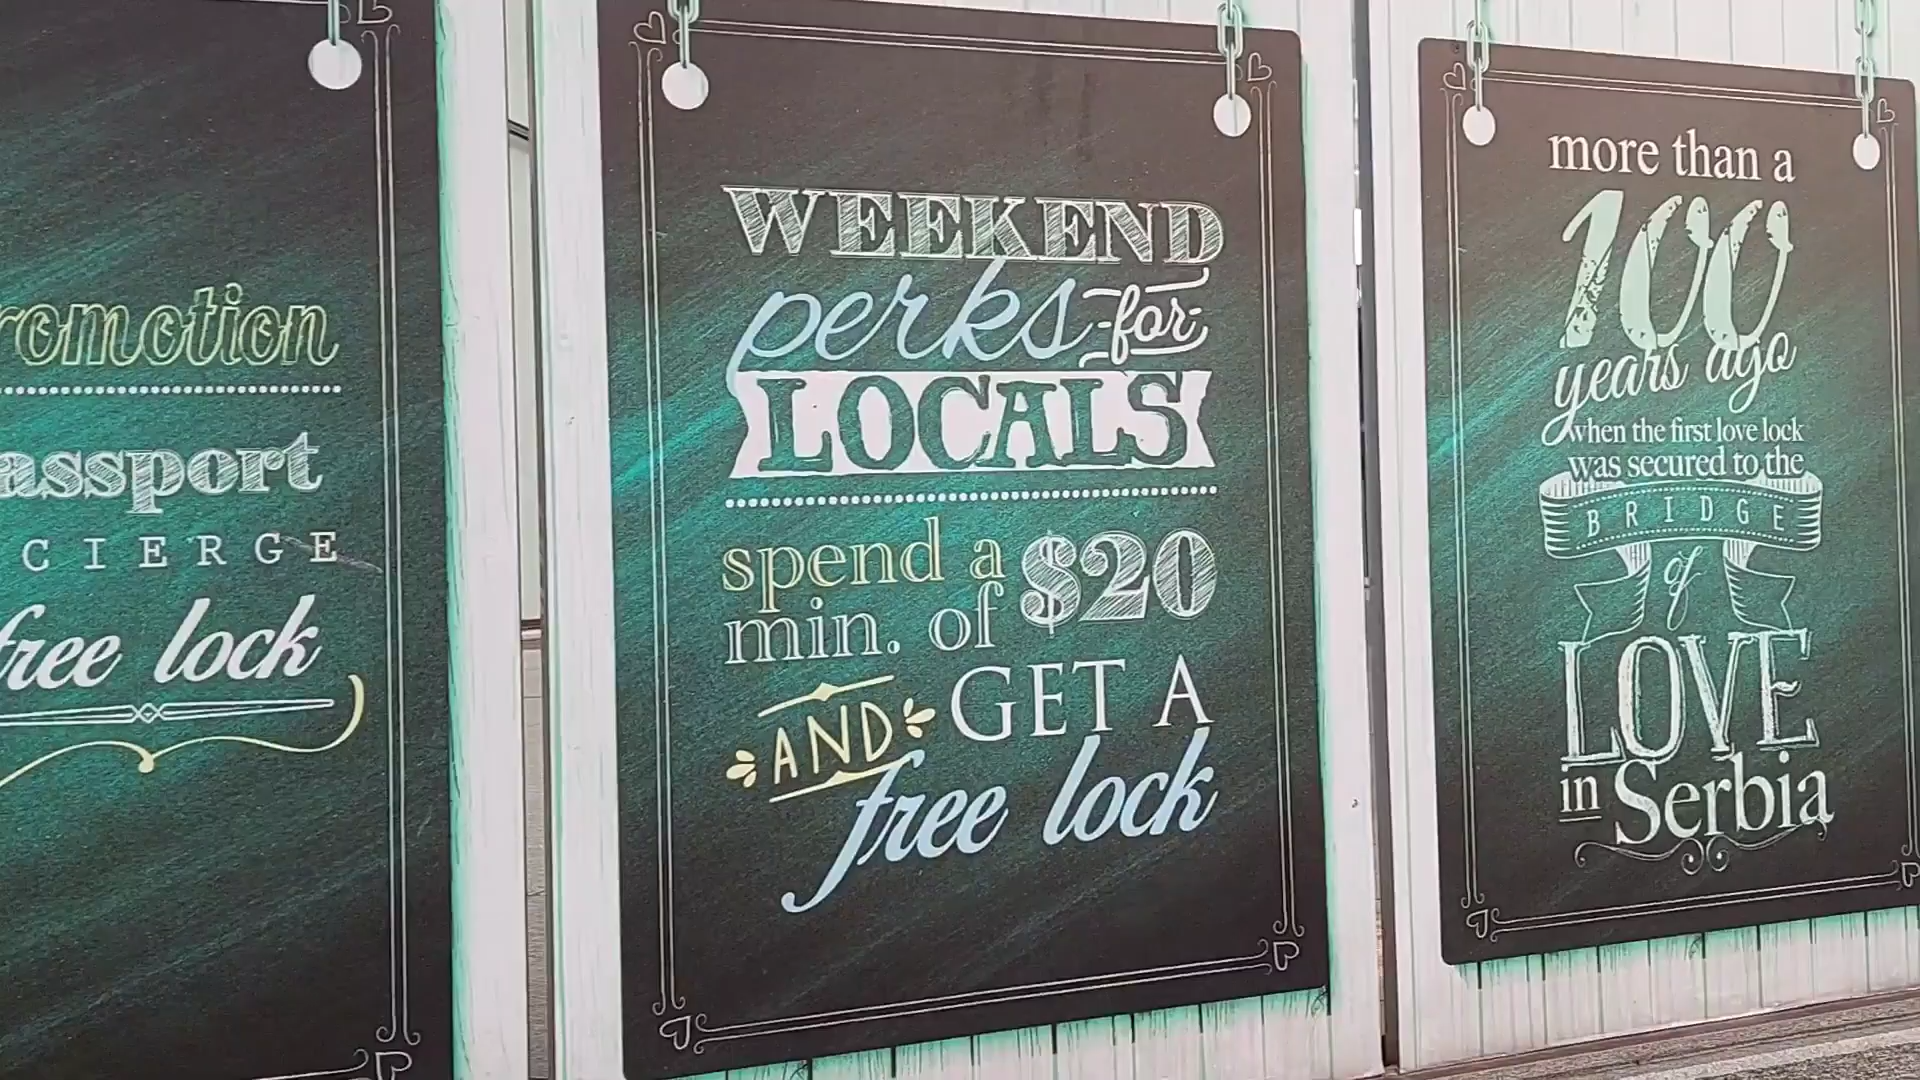 romotion
assport
CIERGE
free lock
WEEKEND
perks -for-
LOCALS
spend a
min. of $20
AND GET A
free lock
more than a
100
years ago
when the first love lock
was secured to the
BRIDGE
of
LOVE
in Serbia